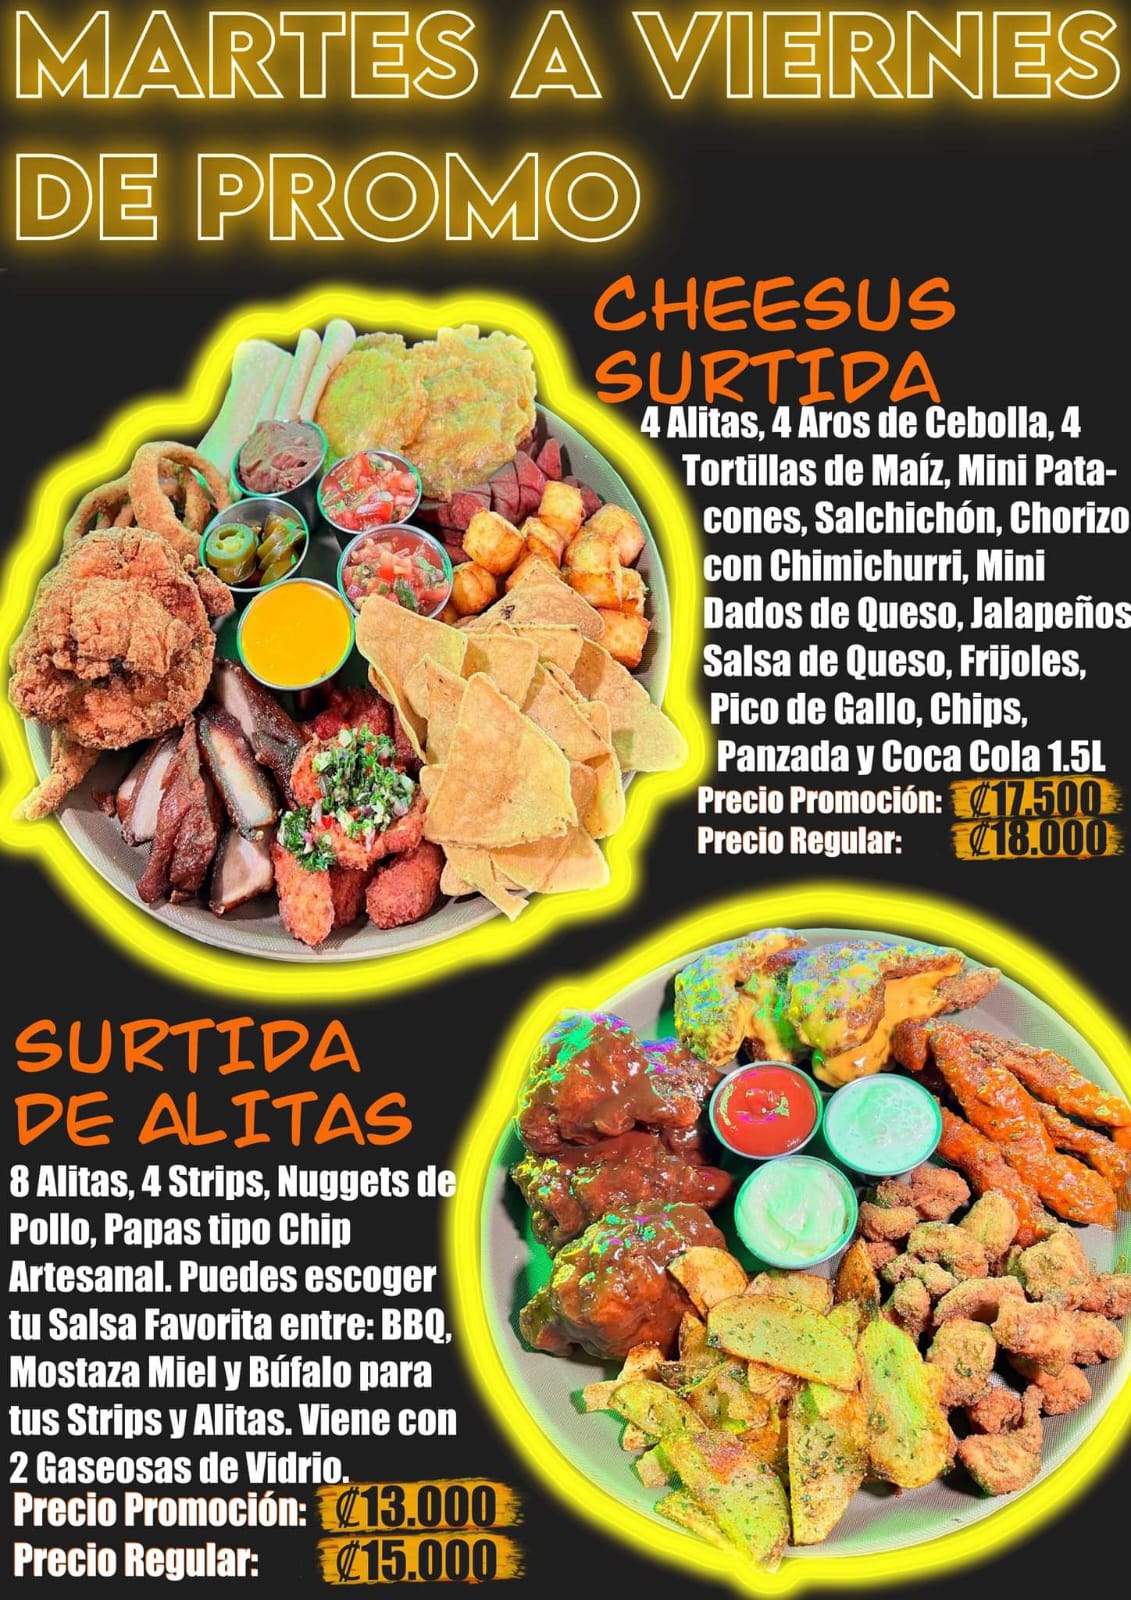 MARTES A VIERNES
DE PROMO
CHEESUS
SURTIDA
4 Alitas, 4 Aros de Cebolla, 4
Tortillas de Maíz, Mini Pata-
cones, Salchichón, Chorizo
con Chimichurri, Mini
Dados de Queso, Jalapeños
Salsa de Queso, Frijoles,
Pico de Gallo, Chips,
Panzada y Coca Cola 1.5L
Precio Promoción: ₡17.500
Precio Regular: ₡18.000
SURTIDA
DE ALITAS
8 Alitas, 4 Strips, Nuggets de
Pollo, Papas tipo Chip
Artesanal. Puedes escoger
tu Salsa Favorita entre: BBQ,
Mostaza Miel y Búfalo para
tus Strips y Alitas. Viene con
2 Gaseosas de Vidrio.
Precio Promoción: ₡13.000
Precio Regular: ₡15.000